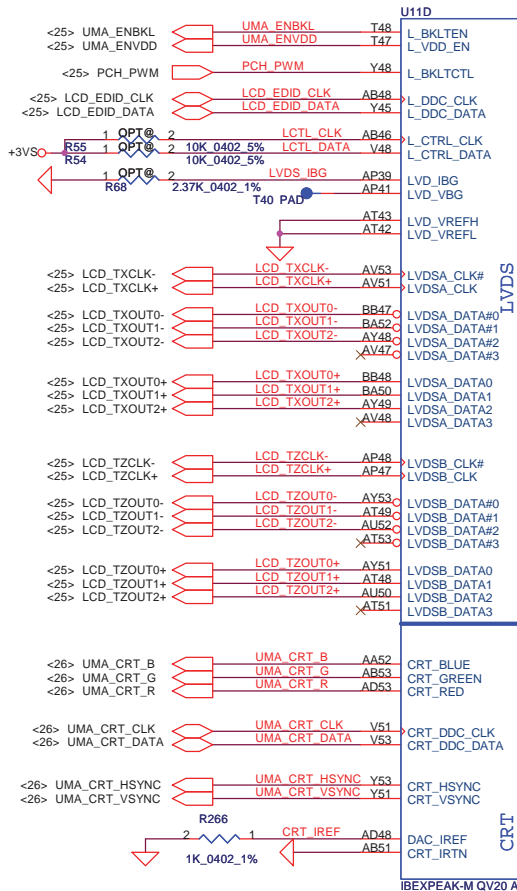 U11D
<25> UMA_ENBKL UMA_ENBKL T48 L_BKLTEN
<25> UMA_ENVDD UMA_ENVDD T47 L_VDD_EN
<25> PCH_PWM PCH_PWM Y48 L_BKLTCTL
<25> LCD_EDID_CLK LCD_EDID_CLK AB48 L_DDC_CLK
<25> LCD_EDID_DATA LCD_EDID_DATA Y45 L_DDC_DATA
1 OPT@ 2 LCTL_CLK AB46 L_CTRL_CLK
+3VS R55 1 OPT@ 2 10K_0402_5% LCTL_DATA V48 L_CTRL_DATA
R54 10K_0402_5%
1 OPT@ 2 LVDS_IBG AP39 LVD_IBG
R68 2.37K_0402_1%
T40 PAD AP41 LVD_VBG
AT43 LVD_VREFH
AT42 LVD_VREFL
LVDS
<25> LCD_TXCLK- LCD_TXCLK- AV53 LVDSA_CLK#
<25> LCD_TXCLK+ LCD_TXCLK+ AV51 LVDSA_CLK
<25> LCD_TXOUT0- LCD_TXOUT0- BB47 LVDSA_DATA#0
<25> LCD_TXOUT1- LCD_TXOUT1- BA52 LVDSA_DATA#1
<25> LCD_TXOUT2- LCD_TXOUT2- AY48 LVDSA_DATA#2
AV47 LVDSA_DATA#3
<25> LCD_TXOUT0+ LCD_TXOUT0+ BB48 LVDSA_DATA0
<25> LCD_TXOUT1+ LCD_TXOUT1+ BA50 LVDSA_DATA1
<25> LCD_TXOUT2+ LCD_TXOUT2+ AY49 LVDSA_DATA2
AV48 LVDSA_DATA3
<25> LCD_TZCLK- LCD_TZCLK- AP48 LVDSB_CLK#
<25> LCD_TZCLK+ LCD_TZCLK+ AP47 LVDSB_CLK
<25> LCD_TZOUT0- LCD_TZOUT0- AY53 LVDSB_DATA#0
<25> LCD_TZOUT1- LCD_TZOUT1- AT49 LVDSB_DATA#1
<25> LCD_TZOUT2- LCD_TZOUT2- AU52 LVDSB_DATA#2
AT53 LVDSB_DATA#3
<25> LCD_TZOUT0+ LCD_TZOUT0+ AY51 LVDSB_DATA0
<25> LCD_TZOUT1+ LCD_TZOUT1+ AT48 LVDSB_DATA1
<25> LCD_TZOUT2+ LCD_TZOUT2+ AU50 LVDSB_DATA2
AT51 LVDSB_DATA3
<26> UMA_CRT_B UMA_CRT_B AA52 CRT_BLUE
<26> UMA_CRT_G UMA_CRT_G AB53 CRT_GREEN
<26> UMA_CRT_R UMA_CRT_R AD53 CRT_RED
<26> UMA_CRT_CLK UMA_CRT_CLK V51 CRT_DDC_CLK
<26> UMA_CRT_DATA UMA_CRT_DATA V53 CRT_DDC_DATA
<26> UMA_CRT_HSYNC UMA_CRT_HSYNC Y53 CRT_HSYNC
<26> UMA_CRT_VSYNC UMA_CRT_VSYNC Y51 CRT_VSYNC
CRT
R266
2 1 CRT_IREF AD48 DAC_IREF
1K_0402_1% AB51 CRT_IRTN
IBEXPEAK-M QV20 A